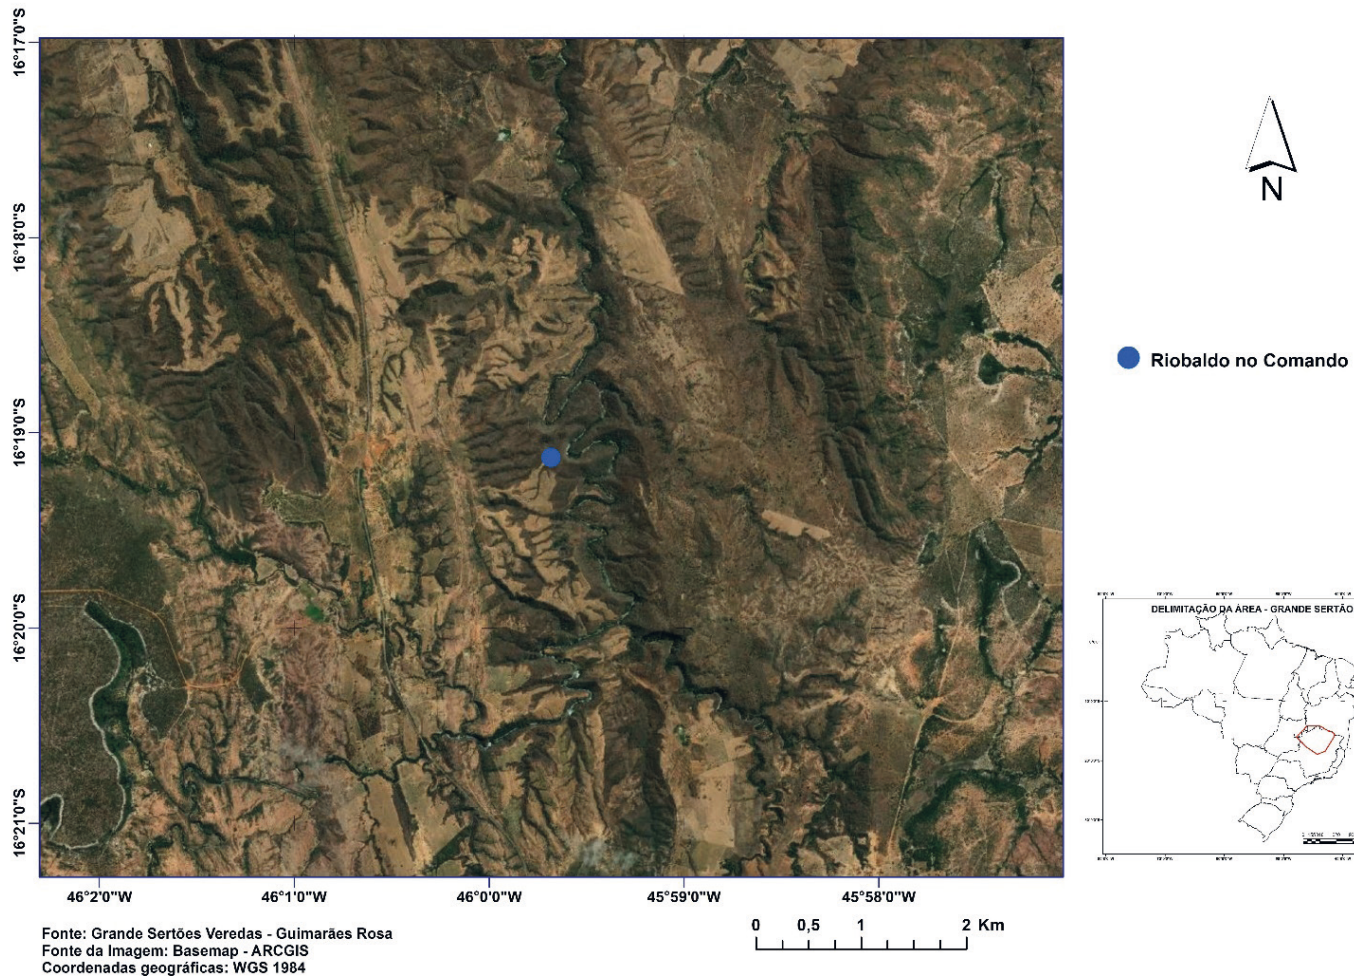 16°17'0"S
16°18'0"S
16°19'0"S
16°20'0"S
16°21'0"S
46°2'0"W
46°1'0"W
46°0'0"W
45°59'0"W
45°58'0"W
N
Riobaldo no Comando
DELIMITAÇÃO DA ÁREA - GRANDE SERTÃO
0 0,5 1 2 Km
Fonte: Grande Sertões Veredas - Guimarães Rosa
Fonte da Imagem: Basemap - ARCGIS
Coordenadas geográficas: WGS 1984